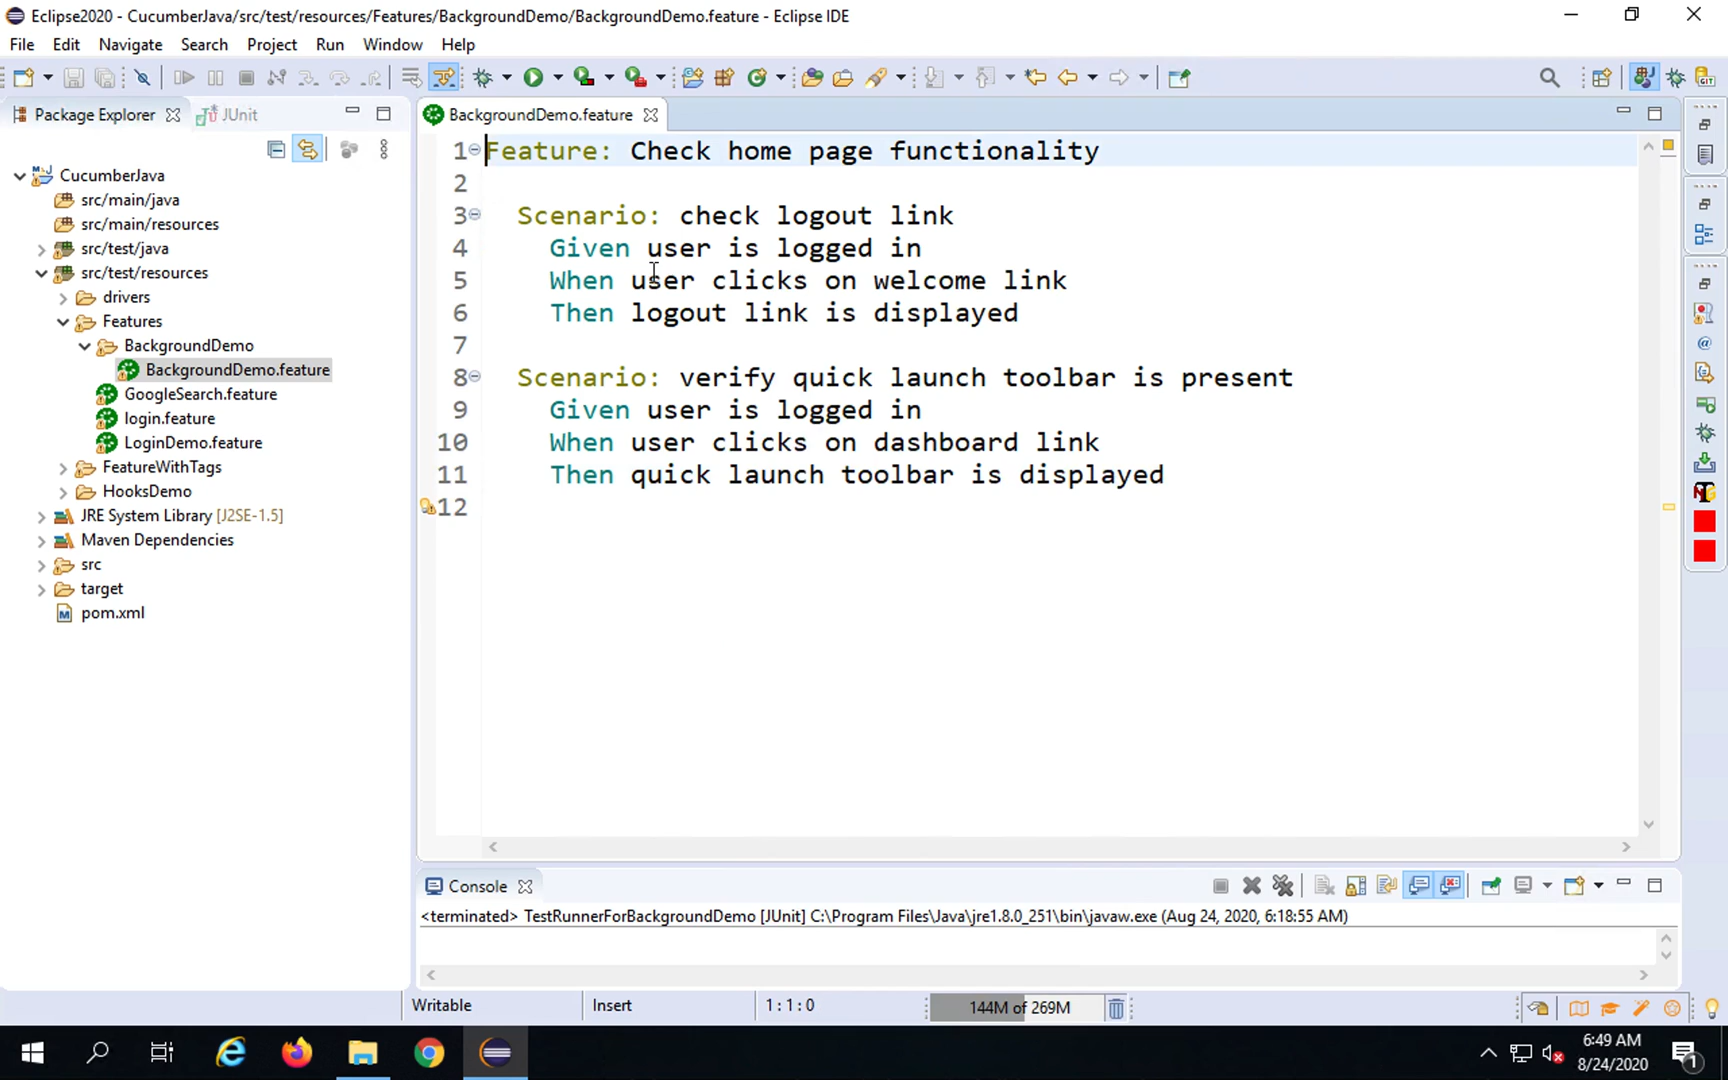 Eclipse2020 - CucumberJava/src/test/resources/Features/BackgroundDemo/BackgroundDemo.feature - Eclipse IDE
File Edit Navigate Search Project Run Window Help
Package Explorer
JUnit
CucumberJava
src/main/java
src/main/resources
src/test/java
src/test/resources
drivers
Features
BackgroundDemo
BackgroundDemo.feature
GoogleSearch.feature
login.feature
LoginDemo.feature
FeatureWithTags
HooksDemo
JRE System Library [J2SE-1.5]
Maven Dependencies
src
target
pom.xml
BackgroundDemo.feature
1 Feature: Check home page functionality
2
3 Scenario: check logout link
4 Given user is logged in
5 When user clicks on welcome link
6 Then logout link is displayed
7
8 Scenario: verify quick launch toolbar is present
9 Given user is logged in
10 When user clicks on dashboard link
11 Then quick launch toolbar is displayed
12
Console
<terminated> TestRunnerForBackgroundDemo [JUnit] C:\Program Files\Java\jre1.8.0_251\bin\javaw.exe (Aug 24, 2020, 6:18:55 AM)
Writable Insert 1 : 1 : 0 144M of 269M
6:49 AM
8/24/2020
1